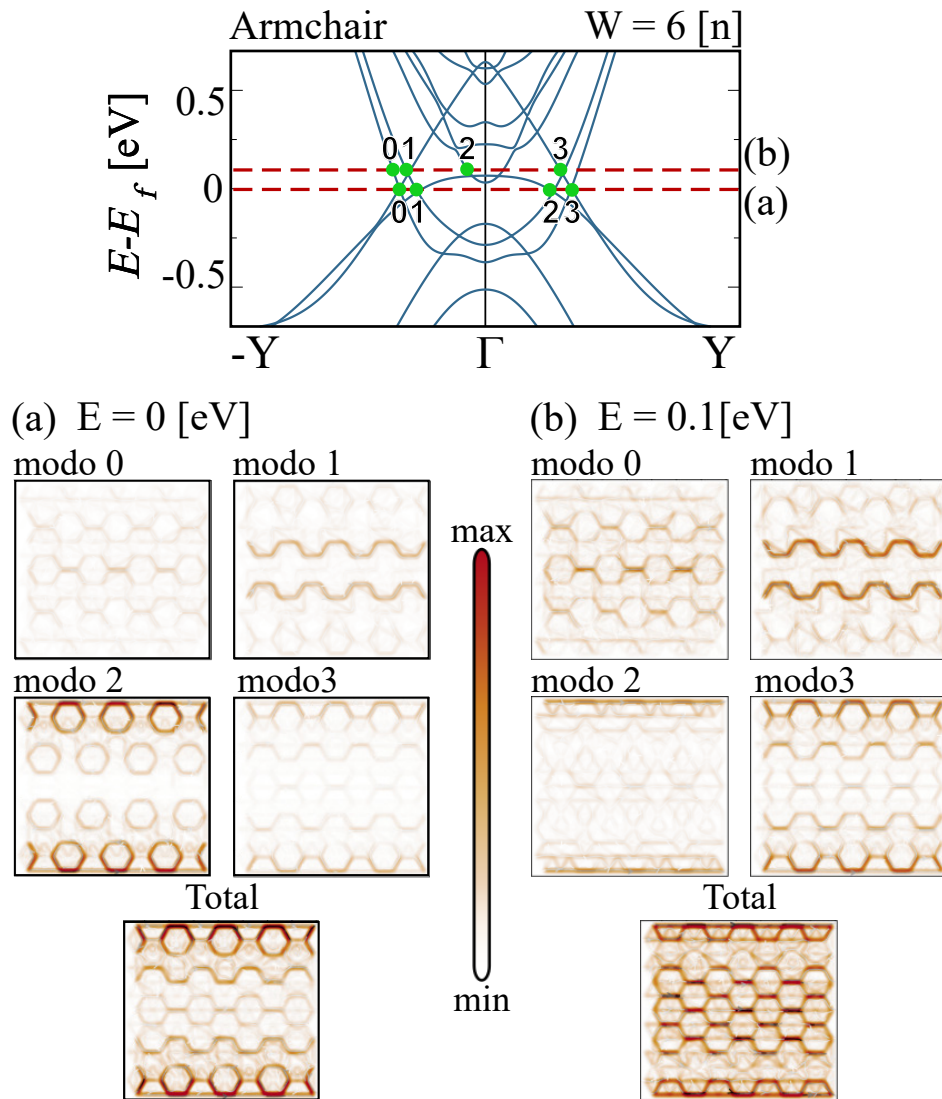 Armchair W = 6 [n]
E-E_f [eV]
0.5
0
-0.5
0 1 2 3
(b)
0 1 2 3
(a)
-Y Γ Y
(a) E = 0 [eV]
(b) E = 0.1[eV]
modo 0 modo 1
modo 0 modo 1
max
modo 2 modo3
modo 2 modo3
min
Total
Total